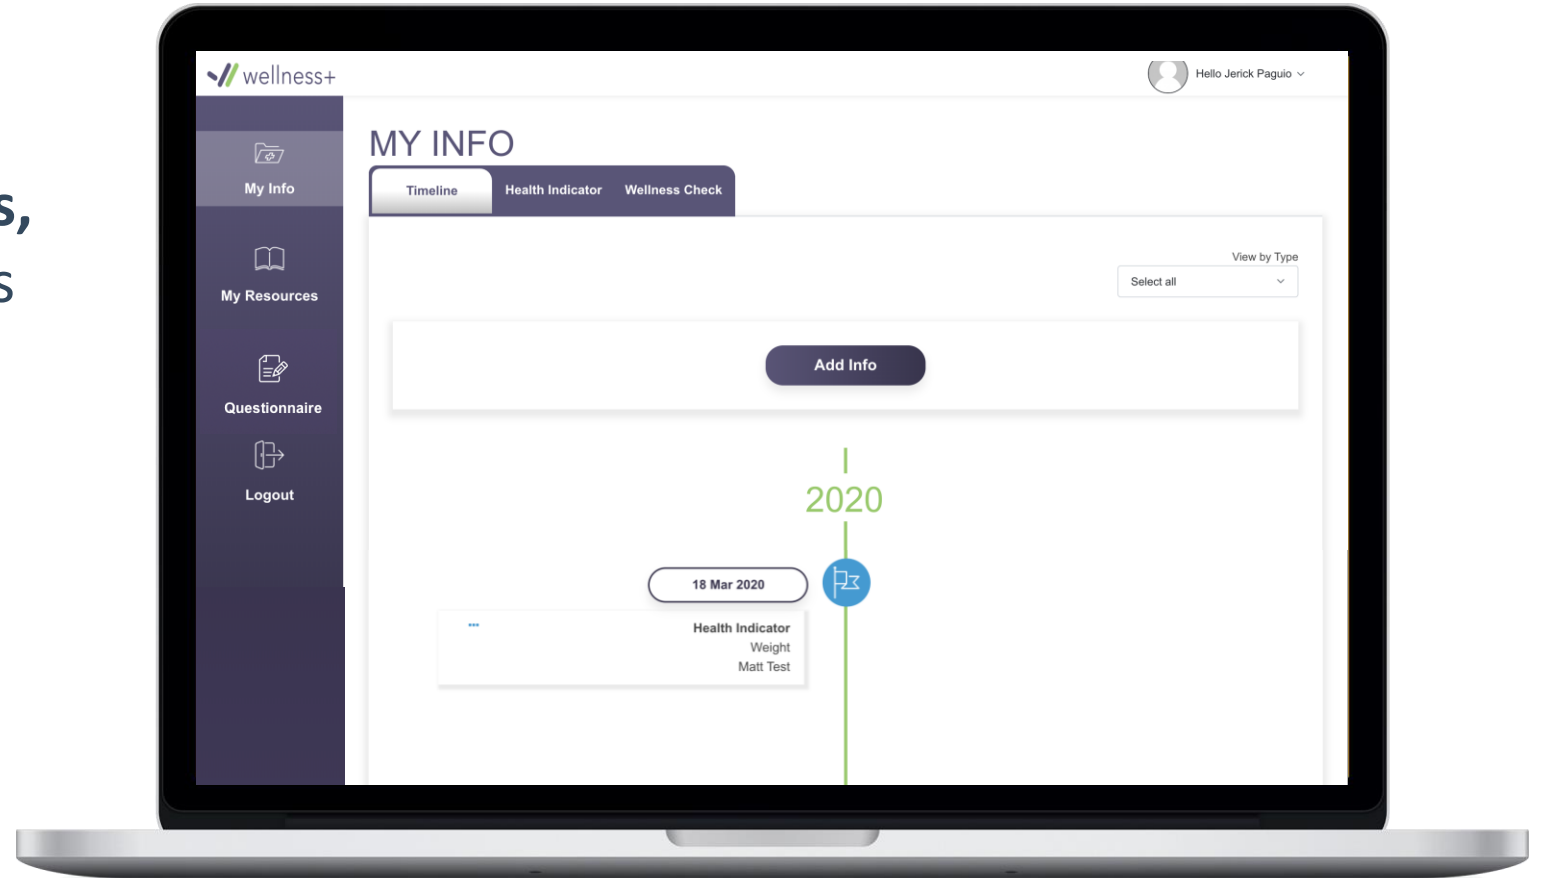 s,
s
wellness+
Hello Jerick Paguio
My Info
My Resources
Questionnaire
Logout
MY INFO
Timeline
Health Indicator
Wellness Check
View by Type
Select all
Add Info
2020
18 Mar 2020
Health Indicator
Weight
Matt Test